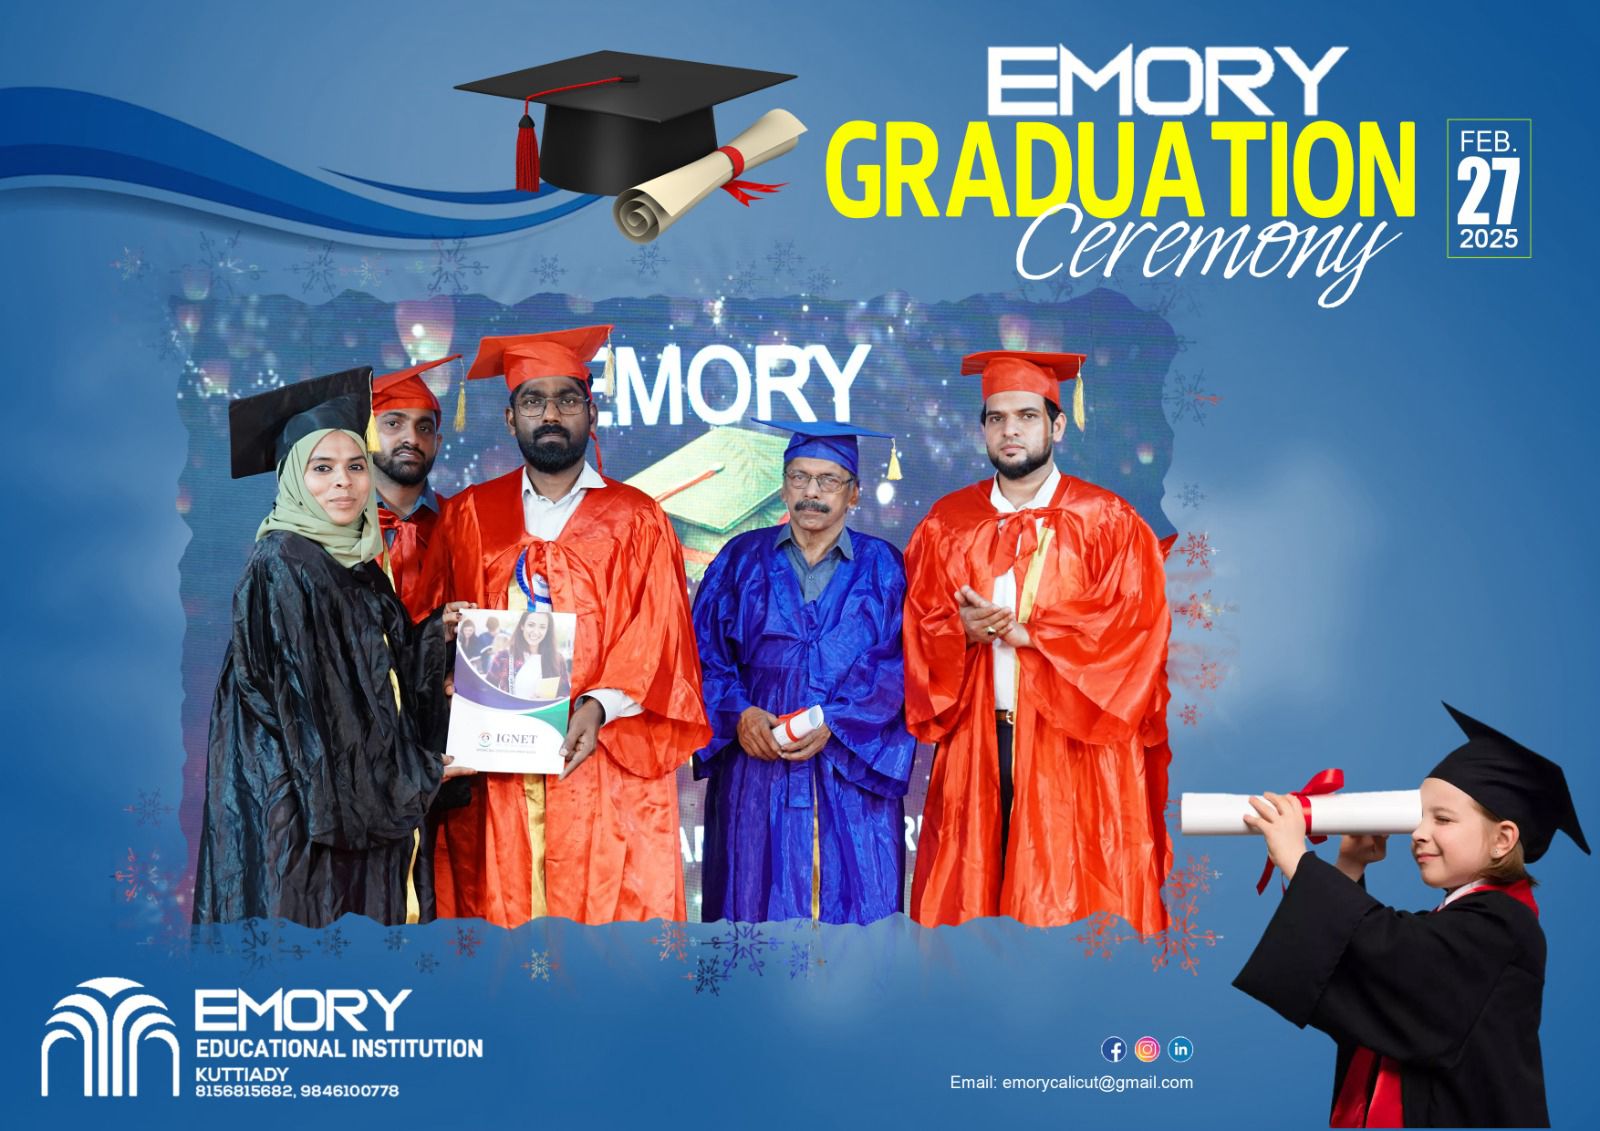 EMORY
GRADUATION
Ceremony
FEB.
27
2025
EMORY
IGNET
EMORY
EDUCATIONAL INSTITUTION
KUTTIADY
8156815682, 9846100778
Email: emorycalicut@gmail.com